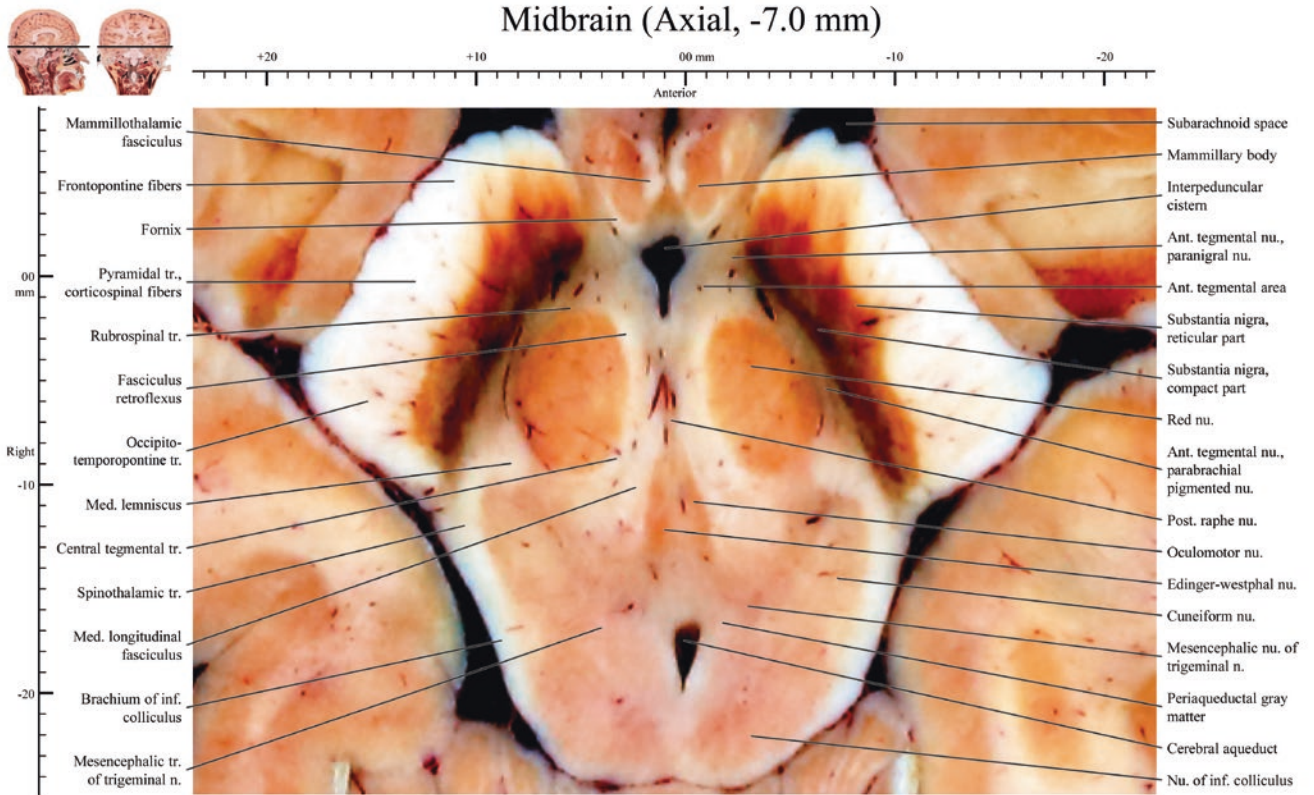 Midbrain (Axial, -7.0 mm)
+20
+10
00 mm
-10
-20
Anterior
Mammillothalamic
fasciculus
Frontopontine fibers
Fornix
00
mm
Pyramidal tr.,
corticospinal fibers
Rubrospinal tr.
Fasciculus
retroflexus
Right
Occipito-
temporopontine tr.
-10
Med. lemniscus
Central tegmental tr.
Spinothalamic tr.
Med. longitudinal
fasciculus
-20
Brachium of inf.
colliculus
Mesencephalic tr.
of trigeminal n.
Subarachnoid space
Mammillary body
Interpeduncular
cistern
Ant. tegmental nu.,
paranigral nu.
Ant. tegmental area
Substantia nigra,
reticular part
Substantia nigra,
compact part
Red nu.
Ant. tegmental nu.,
parabrachial
pigmented nu.
Post. raphe nu.
Oculomotor nu.
Edinger-westphal nu.
Cuneiform nu.
Mesencephalic nu. of
trigeminal n.
Periaqueductal gray
matter
Cerebral aqueduct
Nu. of inf. colliculus